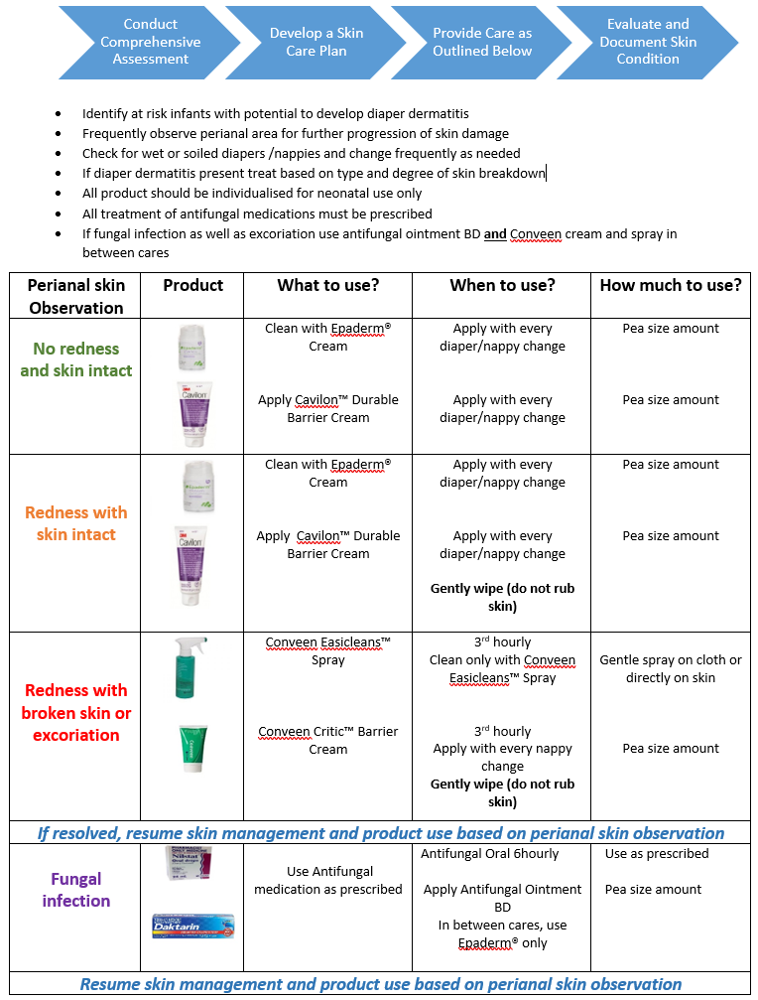 Conduct
Comprehensive
Assessment
Develop a Skin
Care Plan
Provide Care as
Outlined Below
Evaluate and
Document Skin
Condition
• Identify at risk infants with potential to develop diaper dermatitis
• Frequently observe perianal area for further progression of skin damage
• Check for wet or soiled diapers /nappies and change frequently as needed
• If diaper dermatitis present treat based on type and degree of skin breakdown
• All product should be individualised for neonatal use only
• All treatment of antifungal medications must be prescribed
• If fungal infection as well as excoriation use antifungal ointment BD and Conveen cream and spray in
between cares
Perianal skin
Observation
Product
What to use?
When to use?
How much to use?
No redness
and skin intact
Cavilon
Clean with Epaderm®
Cream
Apply with every
diaper/nappy change
Pea size amount
Apply Cavilon™ Durable
Barrier Cream
Apply with every
diaper/nappy change
Pea size amount
Redness with
skin intact
Cavilon
Clean with Epaderm®
Cream
Apply with every
diaper/nappy change
Pea size amount
Apply Cavilon™ Durable
Barrier Cream
Apply with every
diaper/nappy change
Pea size amount
Gently wipe (do not rub
skin)
Redness with
broken skin or
excoriation
Conveen Easicleans™
Spray
3rd hourly
Clean only with Conveen
Easicleans™ Spray
Gentle spray on cloth or
directly on skin
Conveen Critic™ Barrier
Cream
3rd hourly
Apply with every nappy
change
Gently wipe (do not rub
skin)
Pea size amount
If resolved, resume skin management and product use based on perianal skin observation
Fungal
infection
Nilstat
Daktarin
Use Antifungal
medication as prescribed
Antifungal Oral 6hourly
Use as prescribed
Apply Antifungal Ointment
BD
In between cares, use
Epaderm® only
Pea size amount
Resume skin management and product use based on perianal skin observation